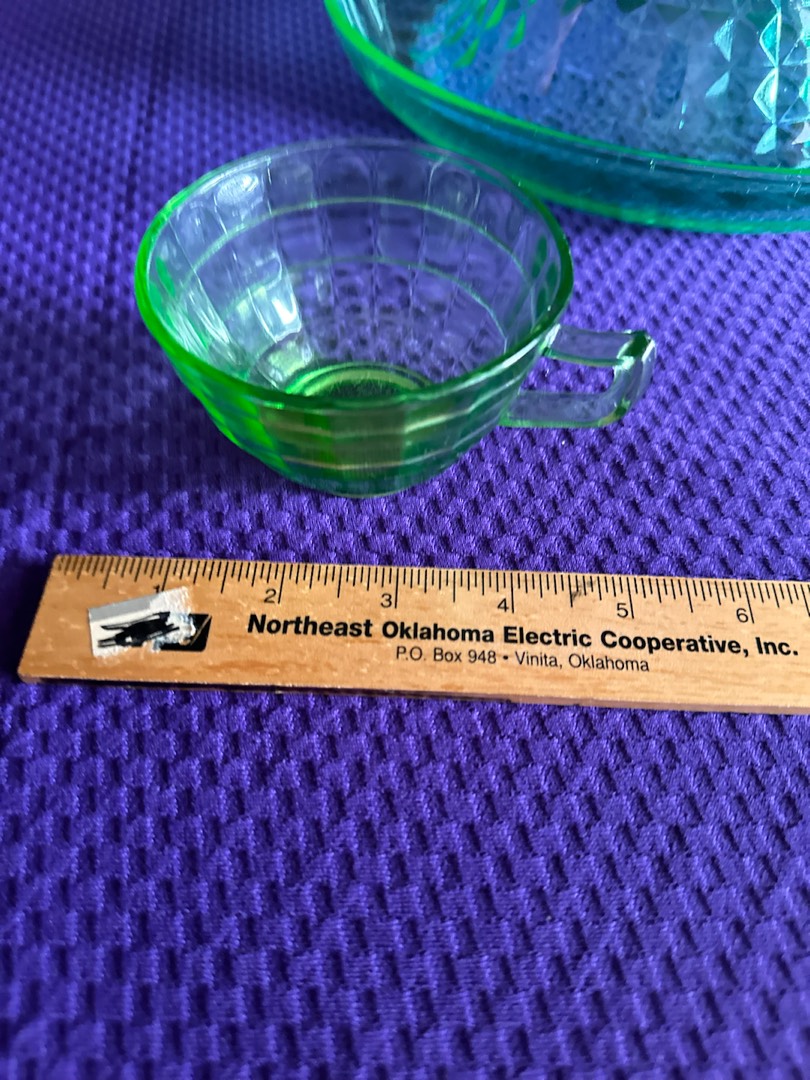 1 2 3 4 5 6
Northeast Oklahoma Electric Cooperative, Inc.
P.O. Box 948 • Vinita, Oklahoma